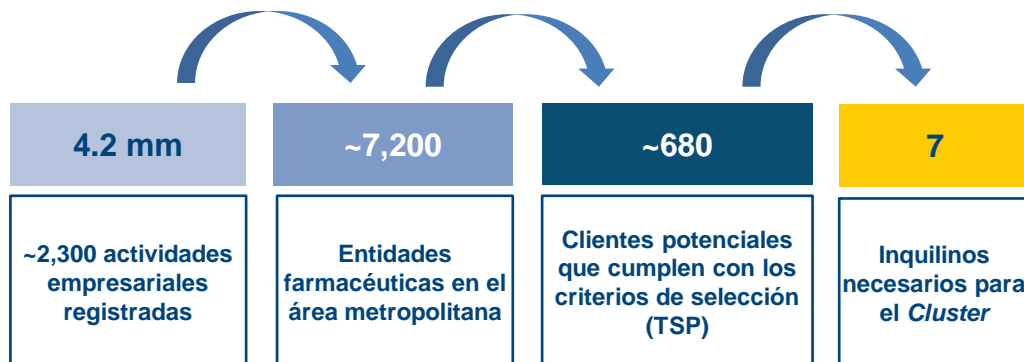 4.2 mm
~2,300 actividades
empresariales
registradas
~7,200
Entidades
farmacéuticas en el
área metropolitana
~680
Clientes potenciales
que cumplen con los
criterios de selección
(TSP)
7
Inquilinos
necesarios para
el Cluster